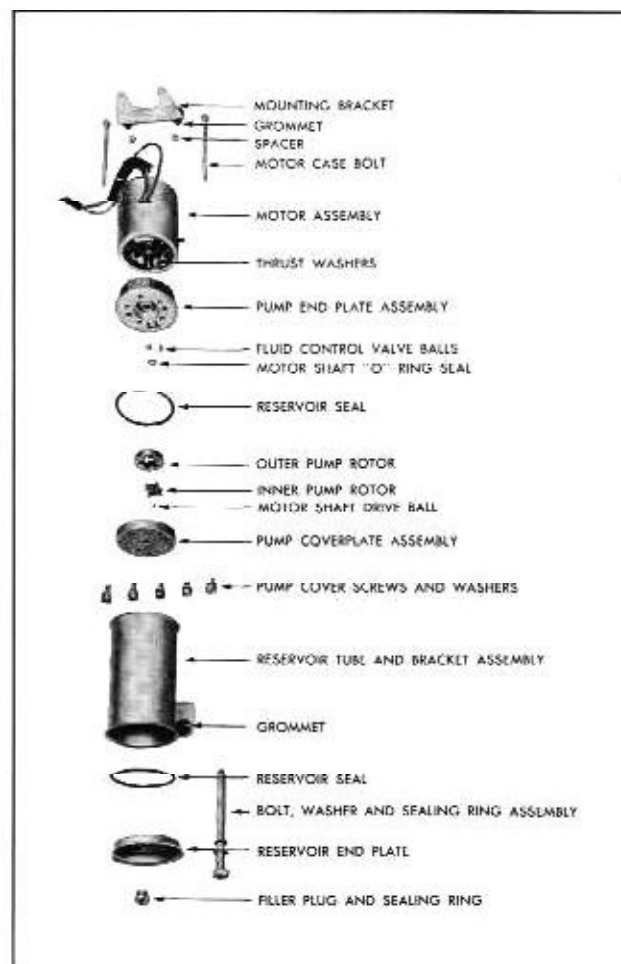 MOUNTING BRACKET
GROMMET
SPACER
MOTOR CASE BOLT
MOTOR ASSEMBLY
THRUST WASHERS
PUMP END PLATE ASSEMBLY
FLUID CONTROL VALVE BALLS
MOTOR SHAFT "O" RING SEAL
RESERVOIR SEAL
OUTER PUMP ROTOR
INNER PUMP ROTOR
MOTOR SHAFT DRIVE BALL
PUMP COVERPLATE ASSEMBLY
PUMP COVER SCREWS AND WASHERS
RESERVOIR TUBE AND BRACKET ASSEMBLY
GROMMET
RESERVOIR SEAL
BOLT, WASHER AND SEALING RING ASSEMBLY
RESERVOIR END PLATE
FILLER PLUG AND SEALING RING